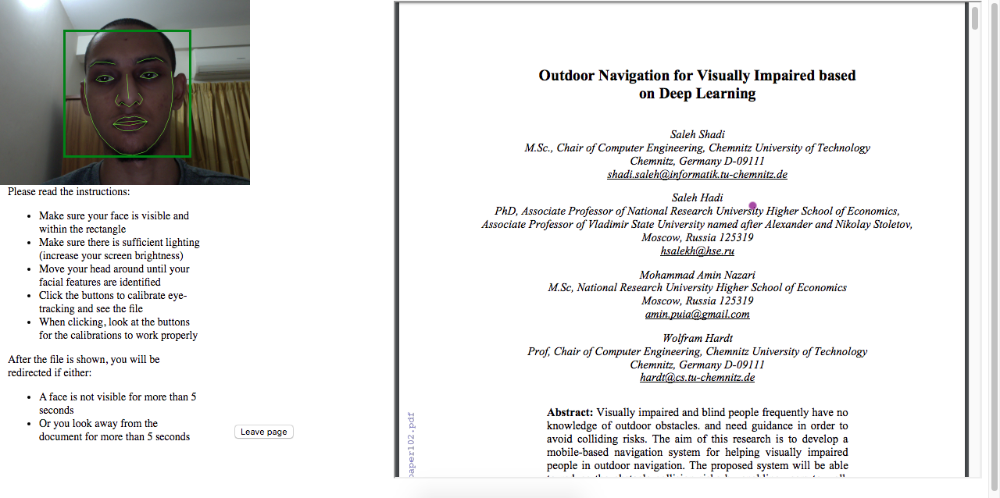 Please read the instructions:
• Make sure your face is visible and
within the rectangle
• Make sure there is sufficient lighting
(increase your screen brightness)
• Move your head around until your
facial features are identified
• Click the buttons to calibrate eye-
tracking and see the file
• When clicking, look at the buttons
for the calibrations to work properly
After the file is shown, you will be
redirected if either:
• A face is not visible for more than 5
seconds
• Or you look away from the
document for more than 5 seconds
Leave page
Outdoor Navigation for Visually Impaired based
on Deep Learning
Saleh Shadi
M.Sc., Chair of Computer Engineering, Chemnitz University of Technology
Chemnitz, Germany D-09111
shadi.saleh@informatik.tu-chemnitz.de
Saleh Hadi
PhD, Associate Professor of National Research University Higher School of Economics,
Associate Professor of Vladimir State University named after Alexander and Nikolay Stoletov,
Moscow, Russia 125319
hsalekh@hse.ru
Mohammad Amin Nazari
M.Sc, National Research University Higher School of Economics
Moscow, Russia 125319
amin.puia@gmail.com
Wolfram Hardt
Prof, Chair of Computer Engineering, Chemnitz University of Technology
Chemnitz, Germany D-09111
hardt@cs.tu-chemnitz.de
Abstract: Visually impaired and blind people frequently have no
knowledge of outdoor obstacles. and need guidance in order to
avoid colliding risks. The aim of this research is to develop a
mobile-based navigation system for helping visually impaired
people in outdoor navigation. The proposed system will be able
paper102.pdf